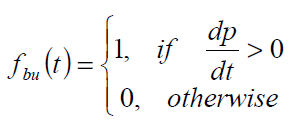 f_bu(t) = { 1, if dp/dt > 0
0, otherwise